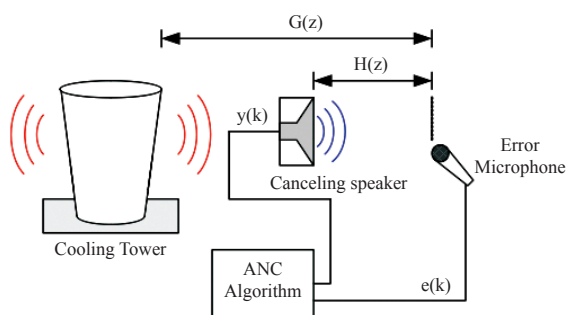 G(z)
H(z)
y(k)
Error
Microphone
Canceling speaker
Cooling Tower
ANC
Algorithm
e(k)